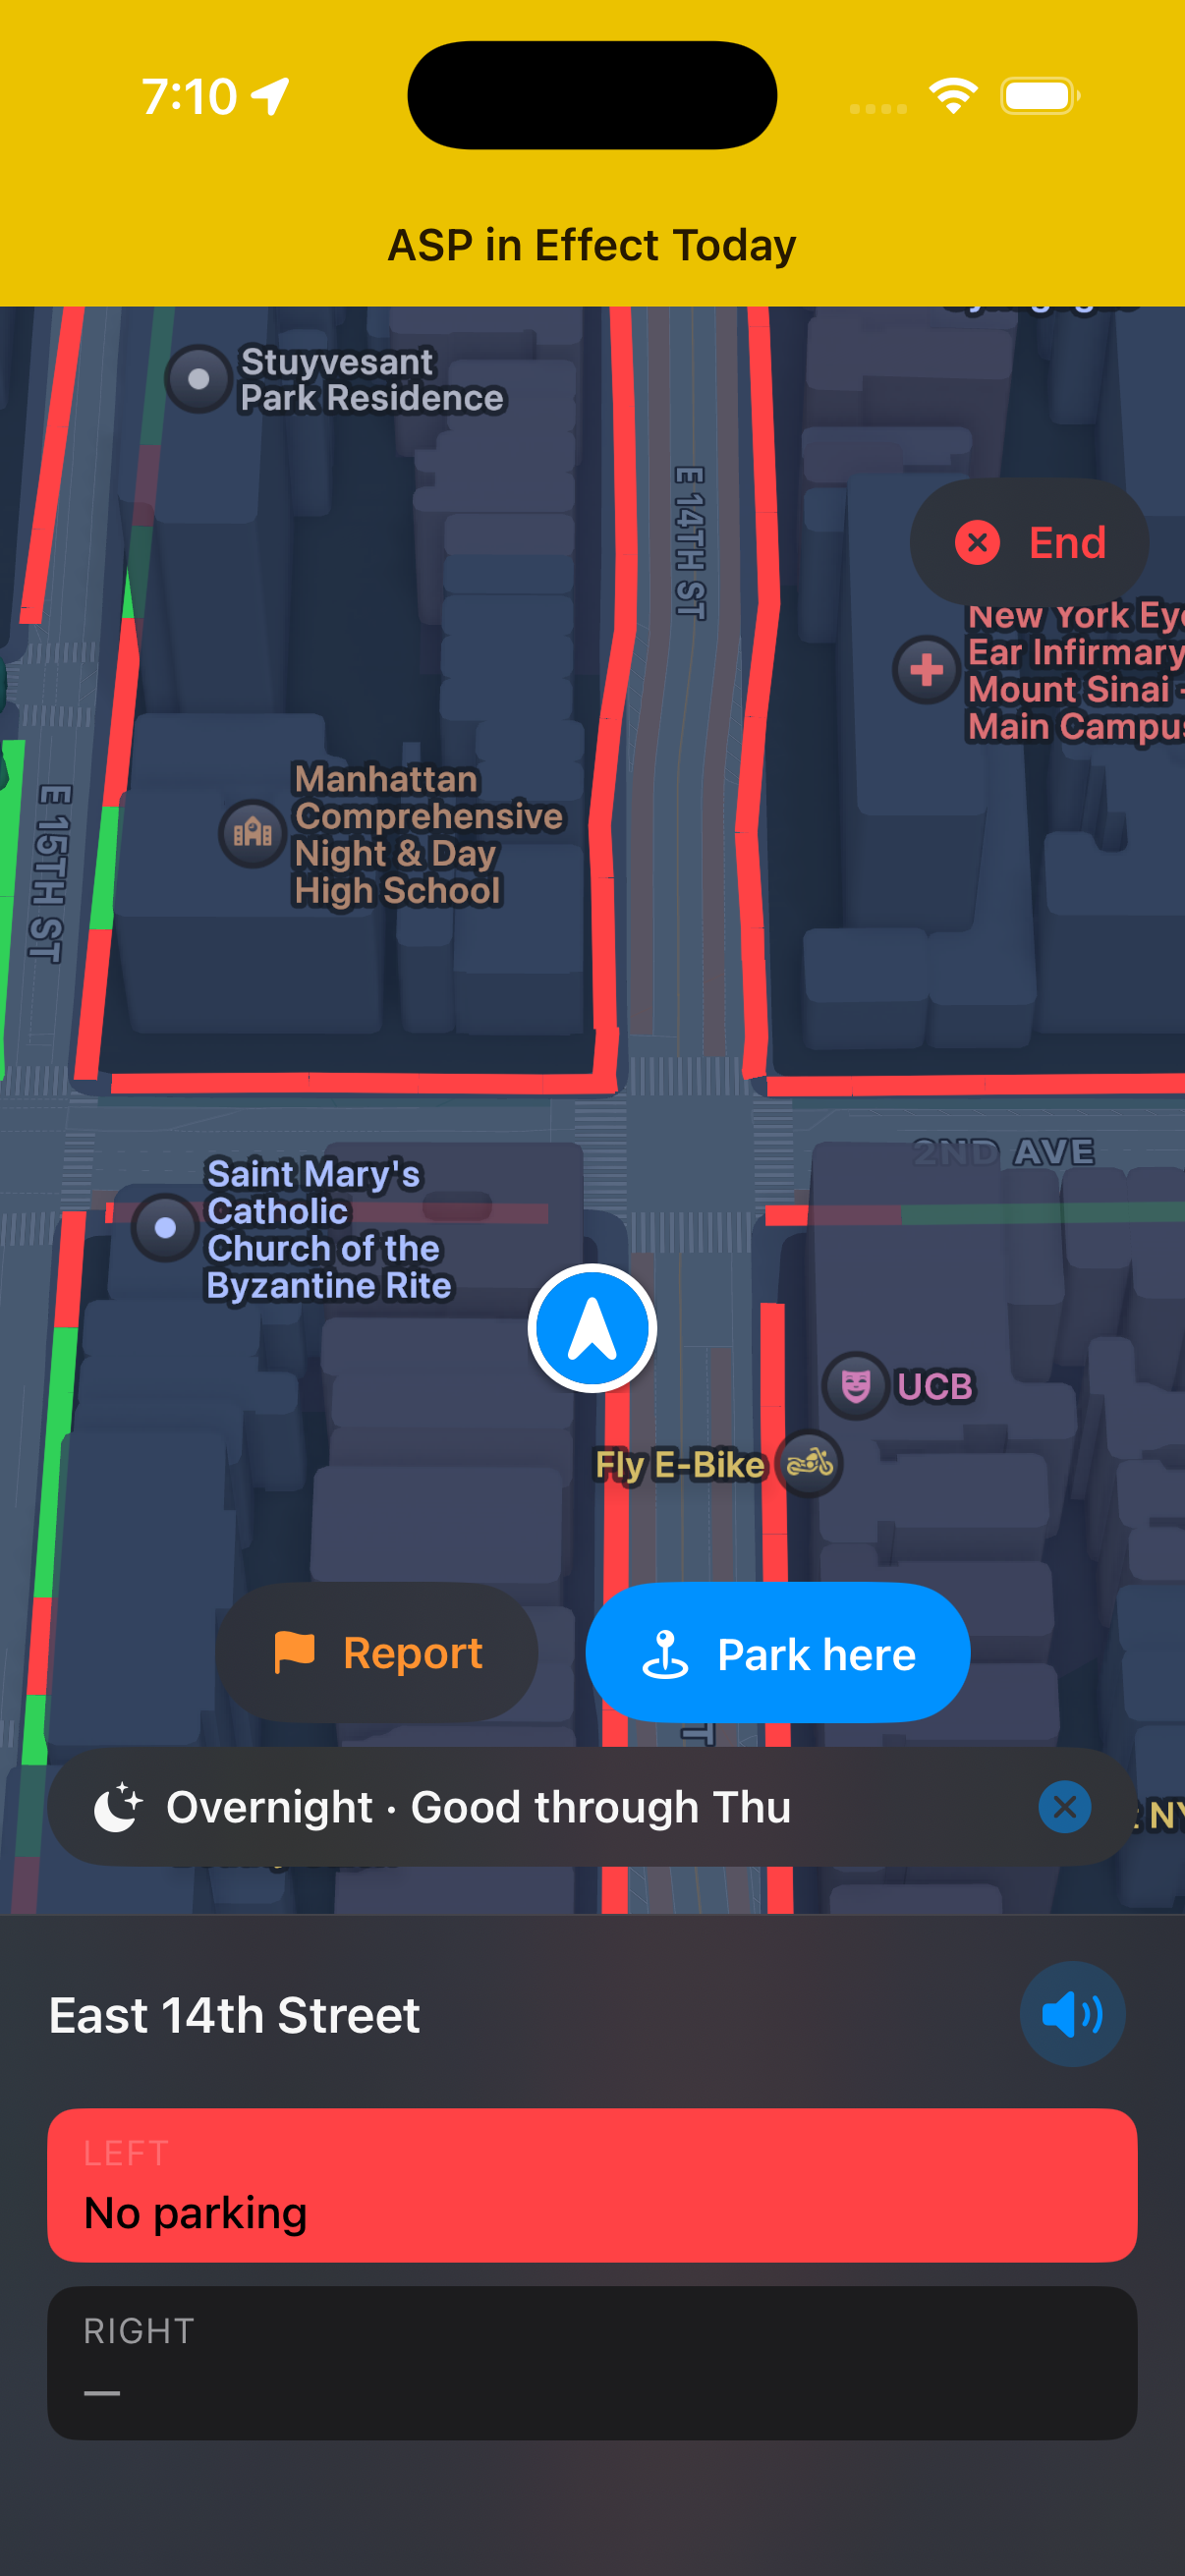 7:10
ASP in Effect Today
Stuyvesant
Park Residence
E 14TH ST
End
New York Eye
Ear Infirmary
Mount Sinai -
Main Campus
Manhattan
Comprehensive
Night & Day
High School
E 15TH ST
2ND AVE
Saint Mary's
Catholic
Church of the
Byzantine Rite
UCB
Fly E-Bike
Report
Park here
T
Overnight · Good through Thu
NY
East 14th Street
LEFT
No parking
RIGHT
—